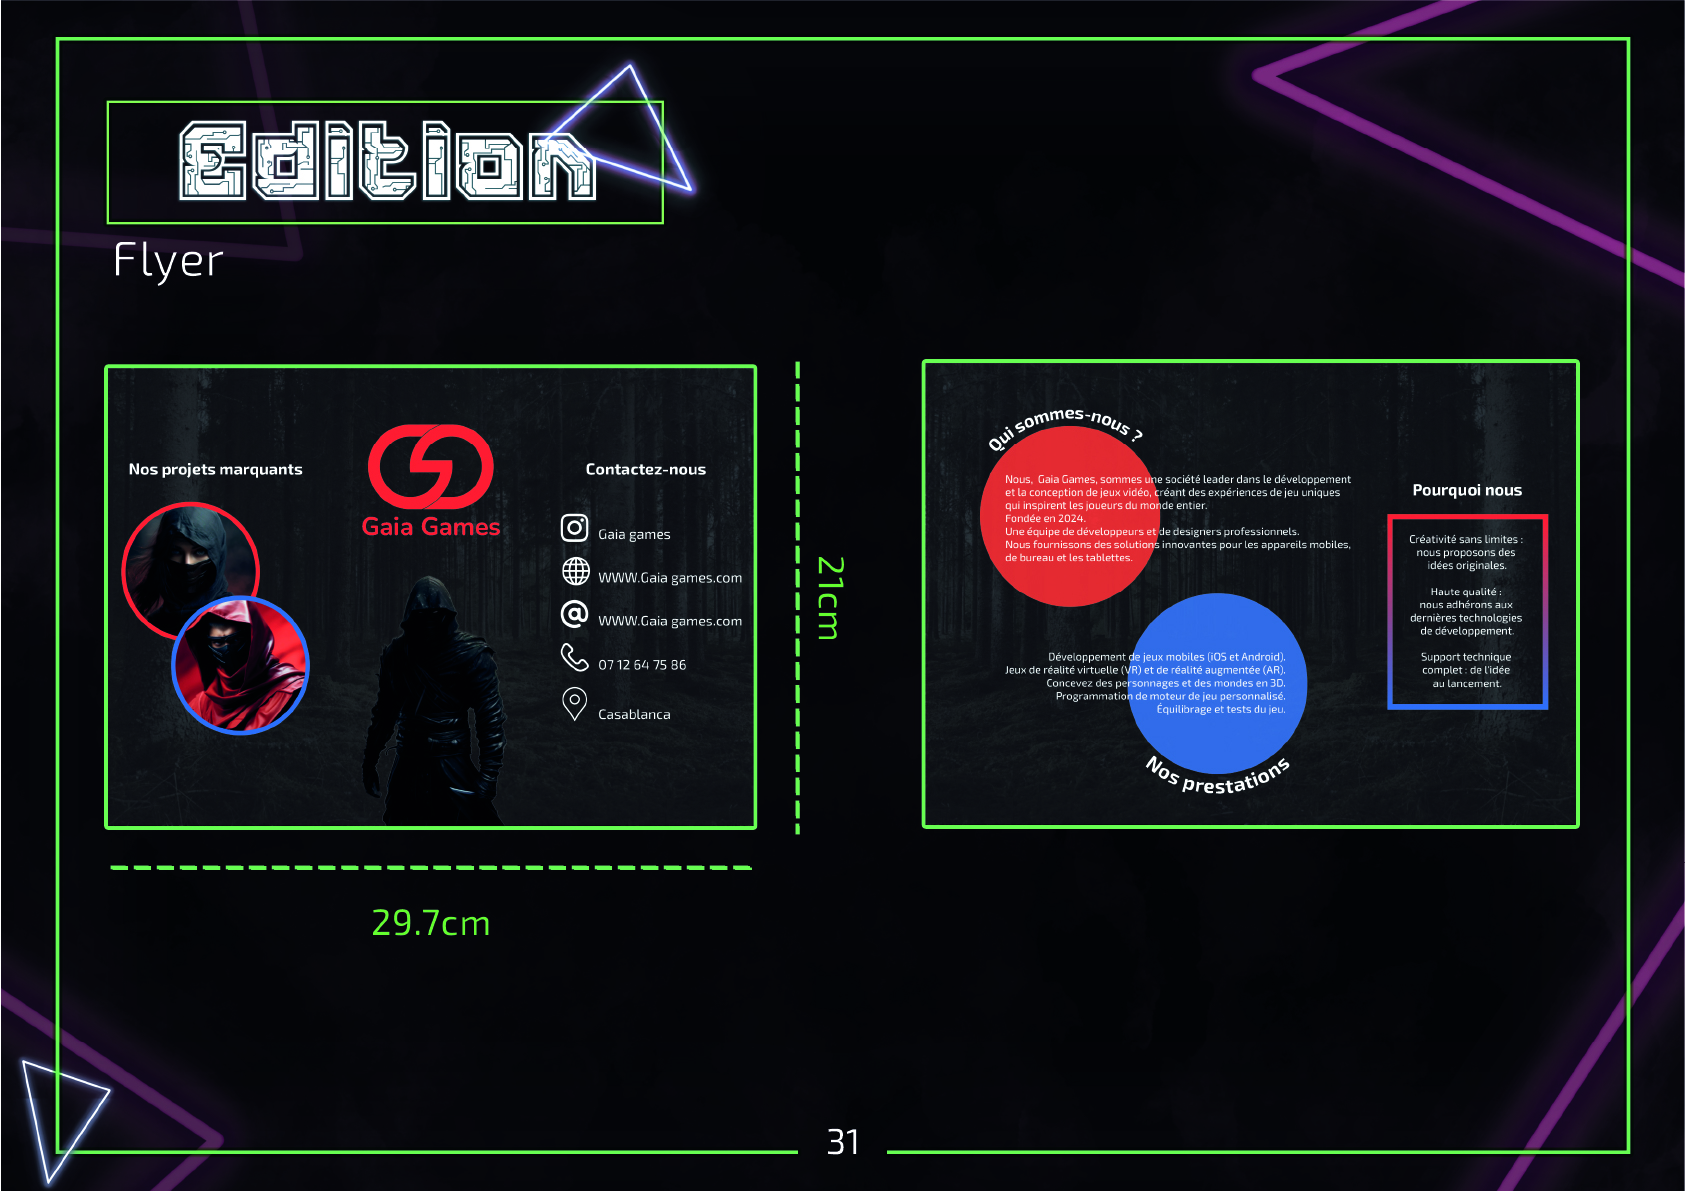 Edition
Flyer
Nos projets marquants
Gaia Games
Contactez-nous
Gaia games
WWW.Gaia games.com
WWW.Gaia games.com
07 12 64 75 86
Casablanca
21cm
29.7cm
Qui sommes-nous ?
Nous,  Gaia Games, sommes une société leader dans le développement
et la conception de jeux vidéo, créant des expériences de jeu uniques
qui inspirent les joueurs du monde entier.
Fondée en 2024.
Une équipe de développeurs et de designers professionnels.
Nous fournissons des solutions innovantes pour les appareils mobiles,
de bureau et les tablettes.
Développement de jeux mobiles (iOS et Android).
Jeux de réalité virtuelle (VR) et de réalité augmentée (AR).
Concevez des personnages et des mondes en 3D.
Programmation de moteur de jeu personnalisé.
Équilibrage et tests du jeu.
Nos prestations
Pourquoi nous
Créativité sans limites :
nous proposons des
idées originales.
Haute qualité :
nous adhérons aux
dernières technologies
de développement.
Support technique
complet : de l'idée
au lancement.
31